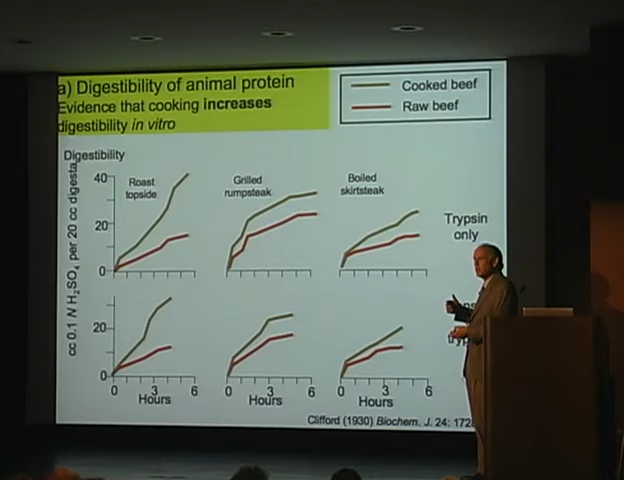 a) Digestibility of animal protein
Evidence that cooking increases
digestibility in vitro
Cooked beef
Raw beef
Digestibility
cc 0.1 N H₂SO₄ per 20 cc digesta
40
20
0
Roast
topside
Grilled
rumpsteak
Boiled
skirtsteak
Trypsin
only
20
0
0 3 6
Hours
0 3 6
Hours
0 3 6
Hours
Clifford (1930) Biochem. J. 24: 172